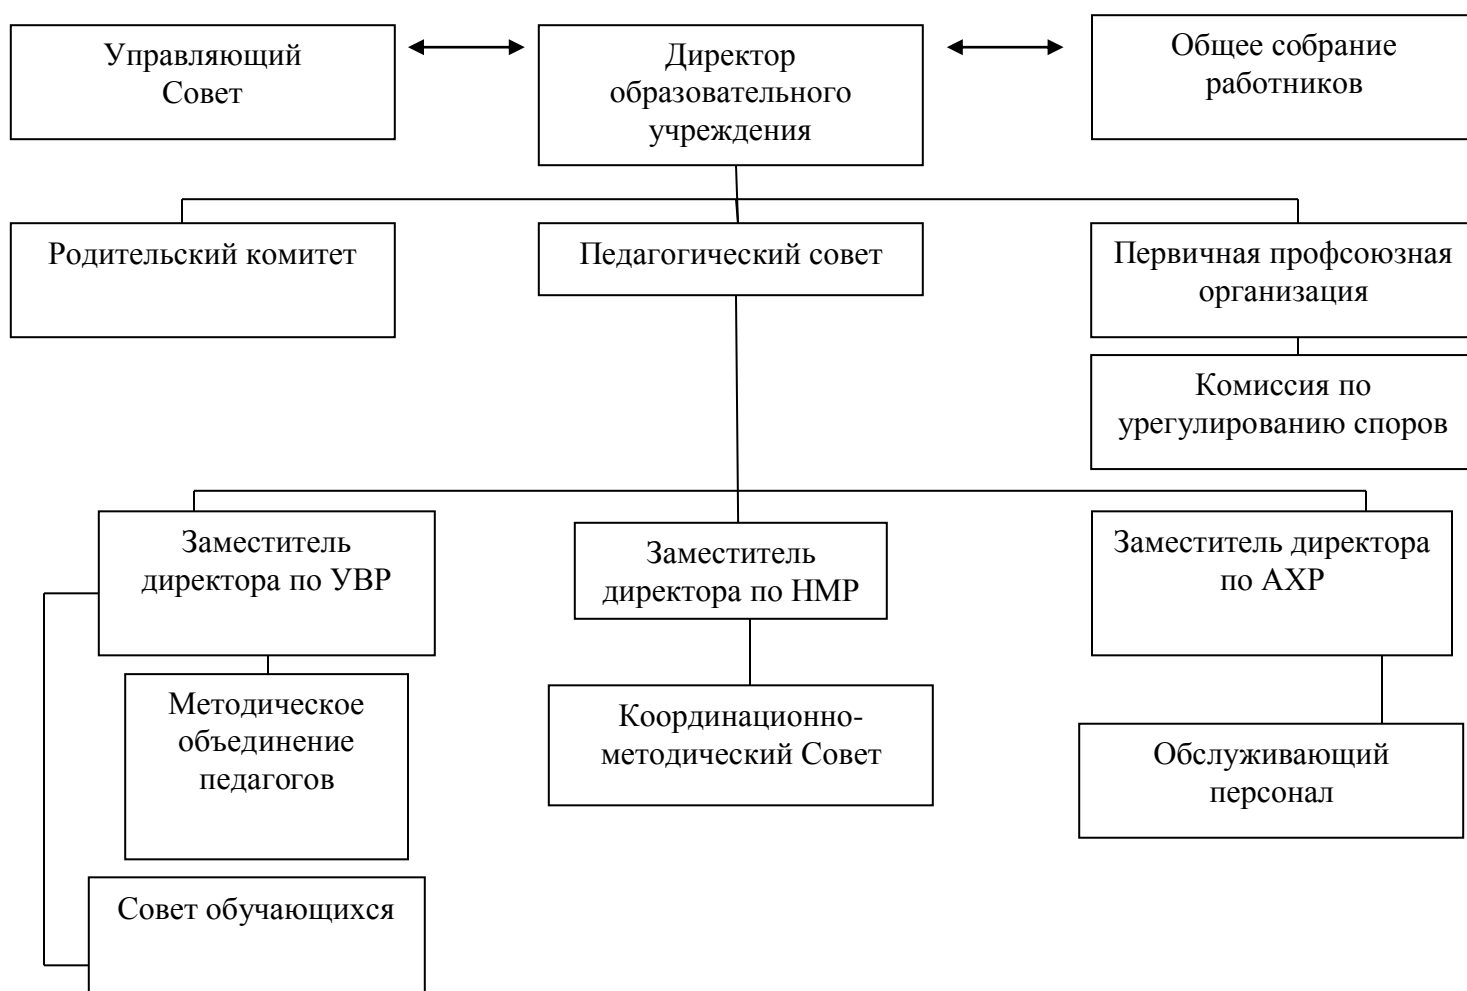 Управляющий
Совет
Директор
образовательного
учреждения
Общее собрание
работников
Родительский комитет
Педагогический совет
Первичная профсоюзная
организация
Комиссия по
урегулированию споров
Заместитель
директора по УВР
Заместитель
директора по НМР
Заместитель директора
по АХР
Методическое
объединение
педагогов
Координационно-
методический Совет
Обслуживающий
персонал
Совет обучающихся